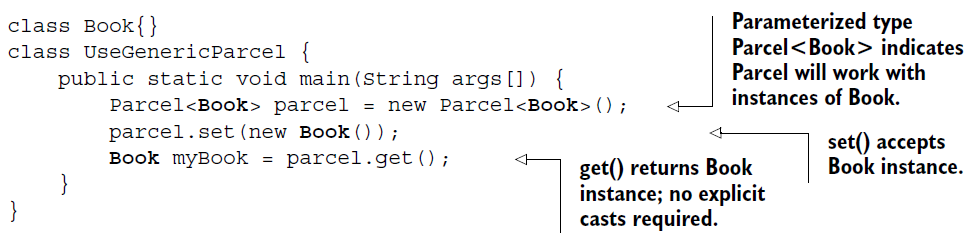 class Book{}
class UseGenericParcel {
    public static void main(String args[]) {
        Parcel<Book> parcel = new Parcel<Book>();
        parcel.set(new Book());
        Book myBook = parcel.get();
    }
}
Parameterized type
Parcel<Book> indicates
Parcel will work with
instances of Book.
set() accepts
Book instance.
get() returns Book
instance; no explicit
casts required.